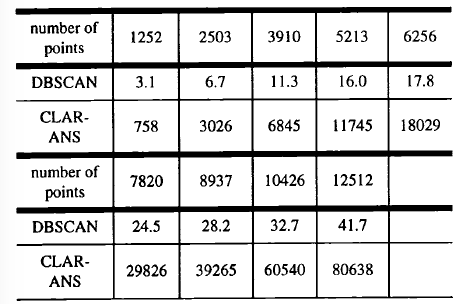 number of points 1252 2503 3910 5213 6256
DBSCAN 3.1 6.7 11.3 16.0 17.8
CLAR-
ANS 758 3026 6845 11745 18029
number of points 7820 8937 10426 12512
DBSCAN 24.5 28.2 32.7 41.7
CLAR-
ANS 29826 39265 60540 80638